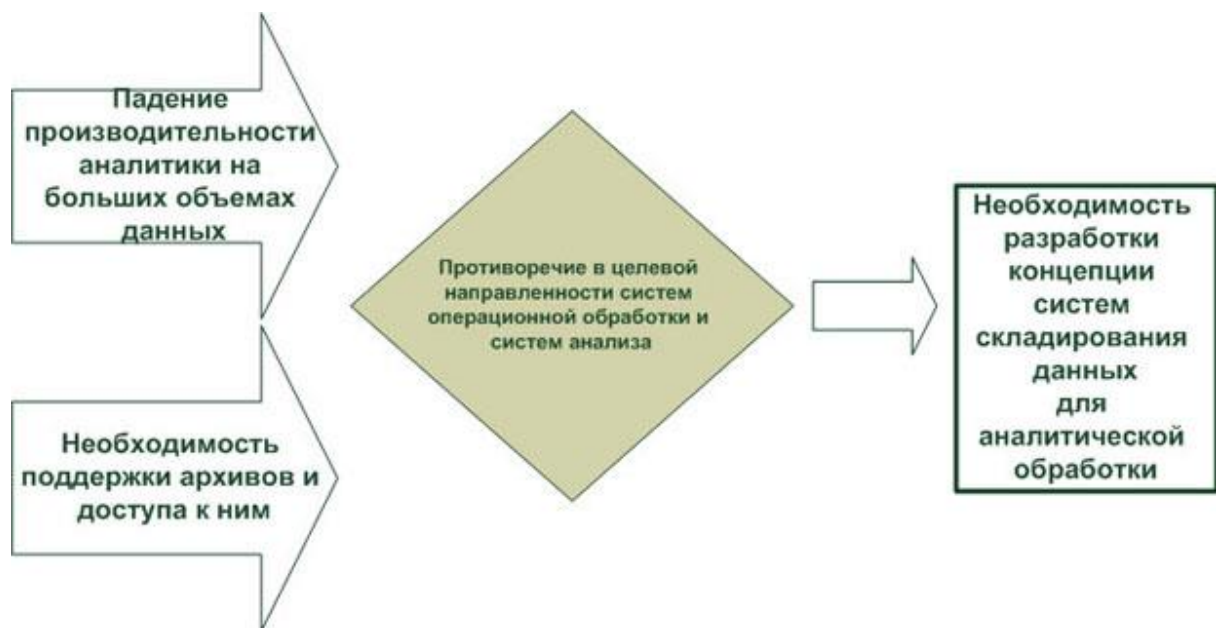 Падение
производительности
аналитики на
больших объемах
данных
Необходимость
поддержки архивов и
доступа к ним
Противоречие в целевой
направленности систем
операционной обработки и
систем анализа
Необходимость
разработки
концепции
систем
складирования
данных
для
аналитической
обработки